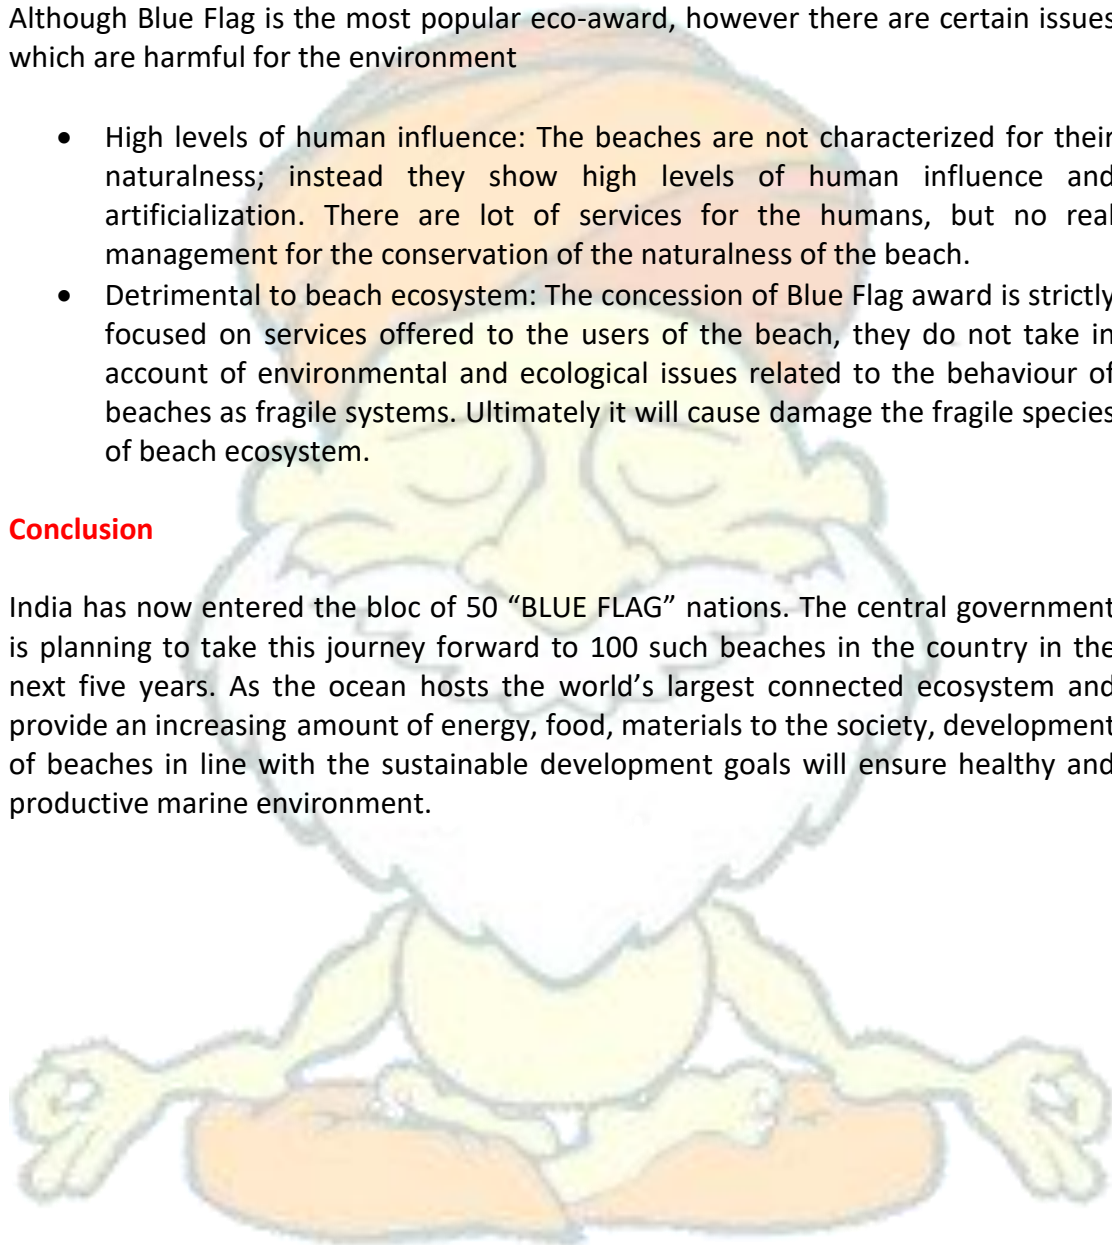 Although Blue Flag is the most popular eco-award, however there are certain issues
which are harmful for the environment
• High levels of human influence: The beaches are not characterized for their
naturalness; instead they show high levels of human influence and
artificialization. There are lot of services for the humans, but no real
management for the conservation of the naturalness of the beach.
• Detrimental to beach ecosystem: The concession of Blue Flag award is strictly
focused on services offered to the users of the beach, they do not take in
account of environmental and ecological issues related to the behaviour of
beaches as fragile systems. Ultimately it will cause damage the fragile species
of beach ecosystem.
Conclusion
India has now entered the bloc of 50 “BLUE FLAG” nations. The central government
is planning to take this journey forward to 100 such beaches in the country in the
next five years. As the ocean hosts the world’s largest connected ecosystem and
provide an increasing amount of energy, food, materials to the society, development
of beaches in line with the sustainable development goals will ensure healthy and
productive marine environment.